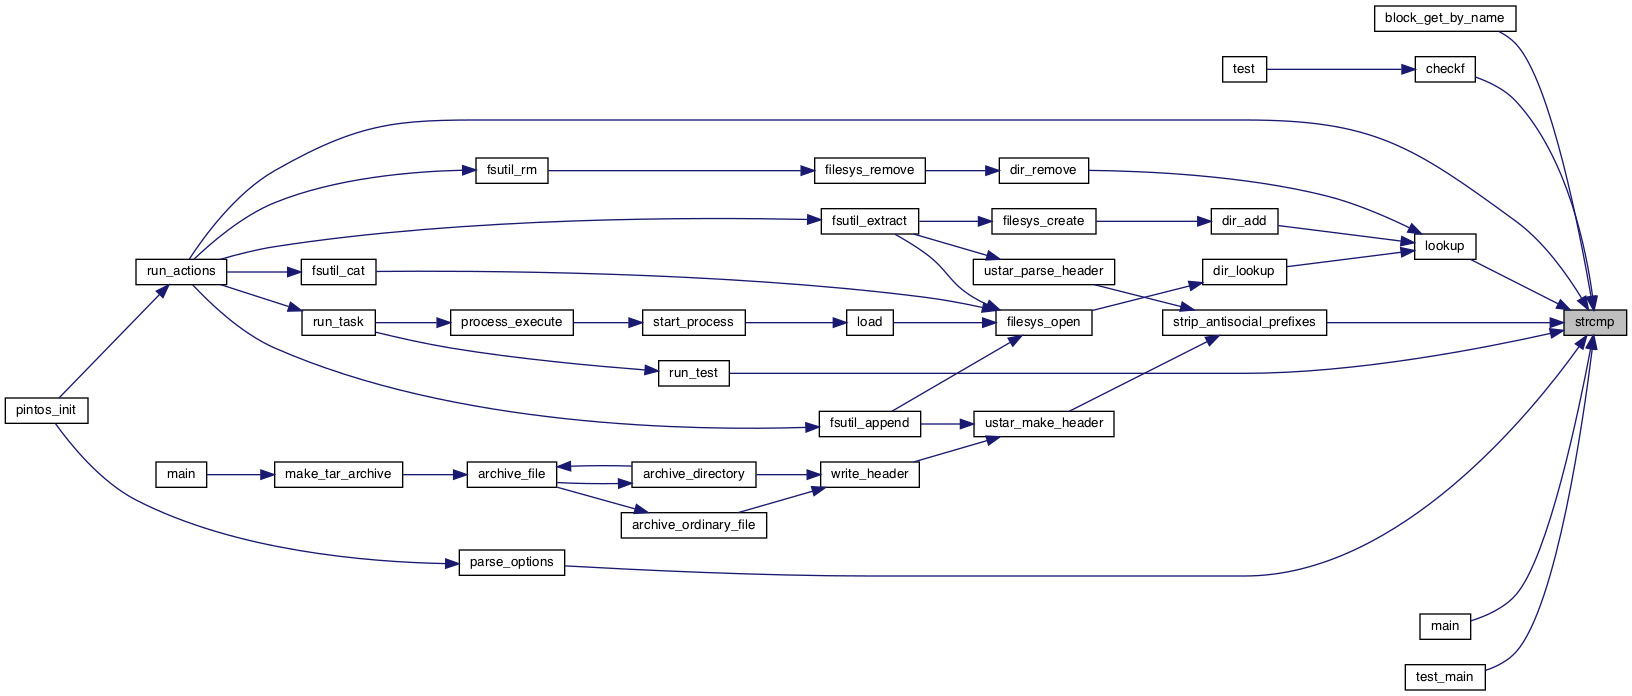 block_get_by_name
test
checkf
fsutil_rm
filesys_remove
dir_remove
fsutil_extract
filesys_create
dir_add
lookup
run_actions
fsutil_cat
ustar_parse_header
dir_lookup
run_task
process_execute
start_process
load
filesys_open
strip_antisocial_prefixes
strcmp
run_test
pintos_init
fsutil_append
ustar_make_header
main
make_tar_archive
archive_file
archive_directory
write_header
archive_ordinary_file
parse_options
main
test_main